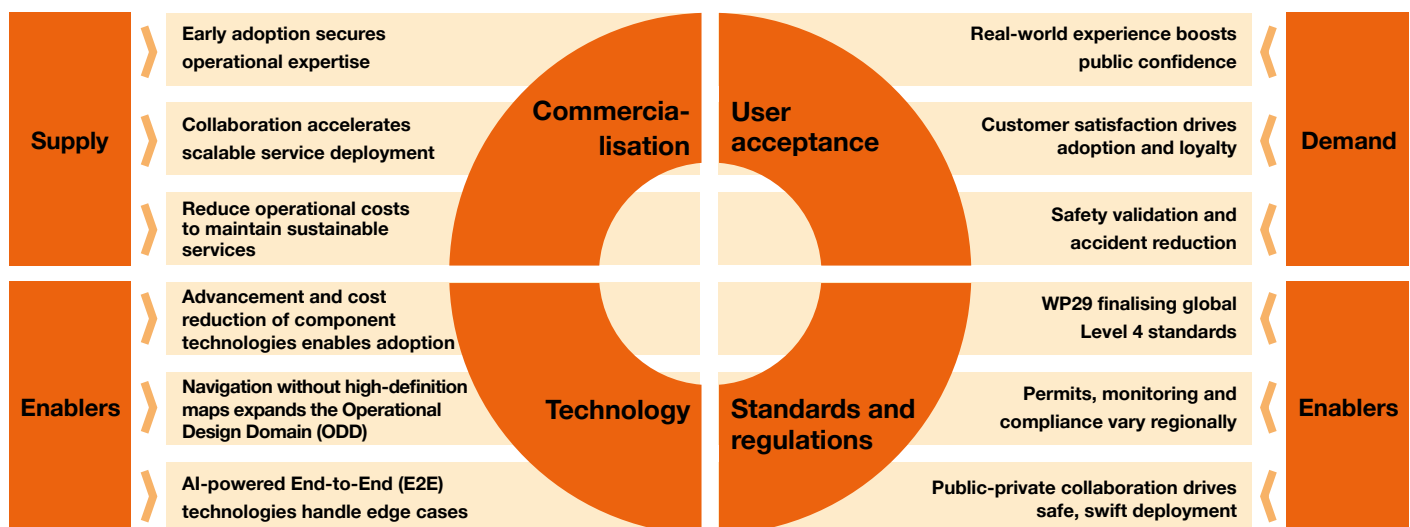 Supply
Early adoption secures
operational expertise
Collaboration accelerates
scalable service deployment
Reduce operational costs
to maintain sustainable
services
Commercia-
lisation
User
acceptance
Real-world experience boosts
public confidence
Customer satisfaction drives
adoption and loyalty
Safety validation and
accident reduction
Demand
Enablers
Advancement and cost
reduction of component
technologies enables adoption
Navigation without high-definition
maps expands the Operational
Design Domain (ODD)
AI-powered End-to-End (E2E)
technologies handle edge cases
Technology
Standards and
regulations
WP29 finalising global
Level 4 standards
Permits, monitoring and
compliance vary regionally
Public-private collaboration drives
safe, swift deployment
Enablers